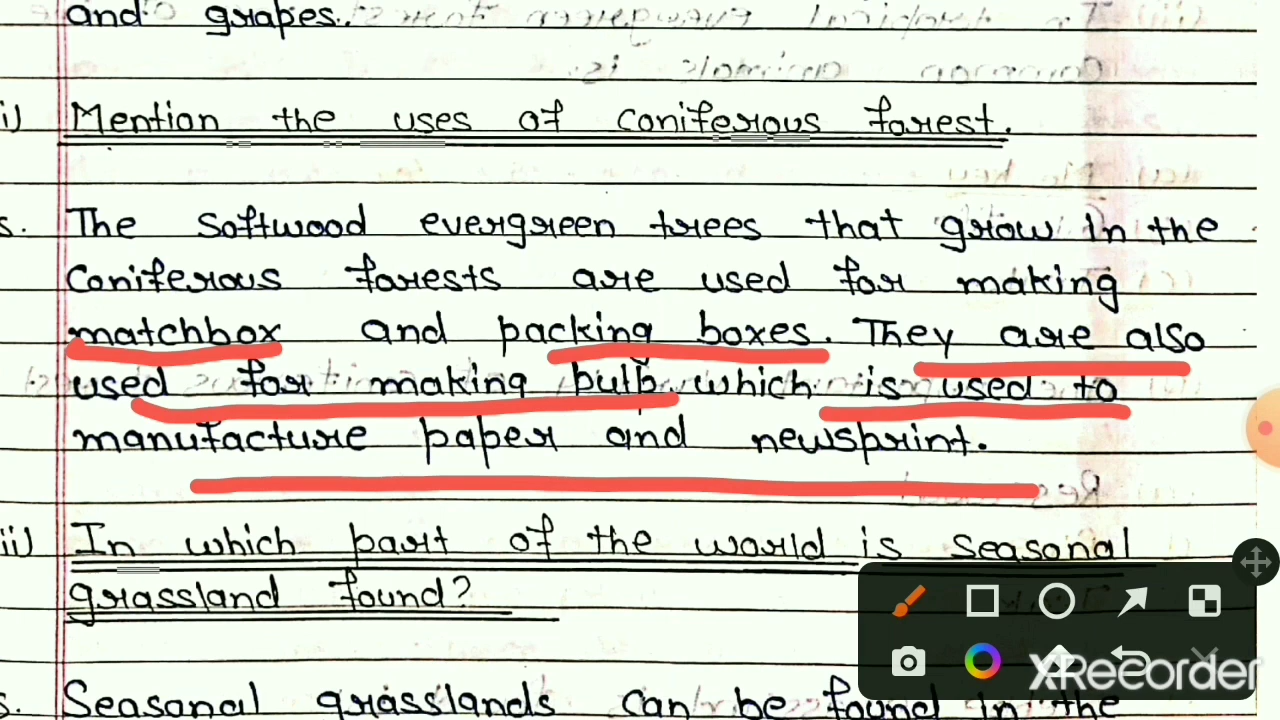 and grapes.
i) Mention the uses of coniferous forest.
s. The softwood evergreen trees that grow in the
Coniferous forests are used for making
matchbox and packing boxes. They are also
used for making pulp which is used to
manufacture paper and newsprint.
ii) In which part of the world is seasonal
grassland found?
s. Seasonal grasslands can be found in the
XRecorder